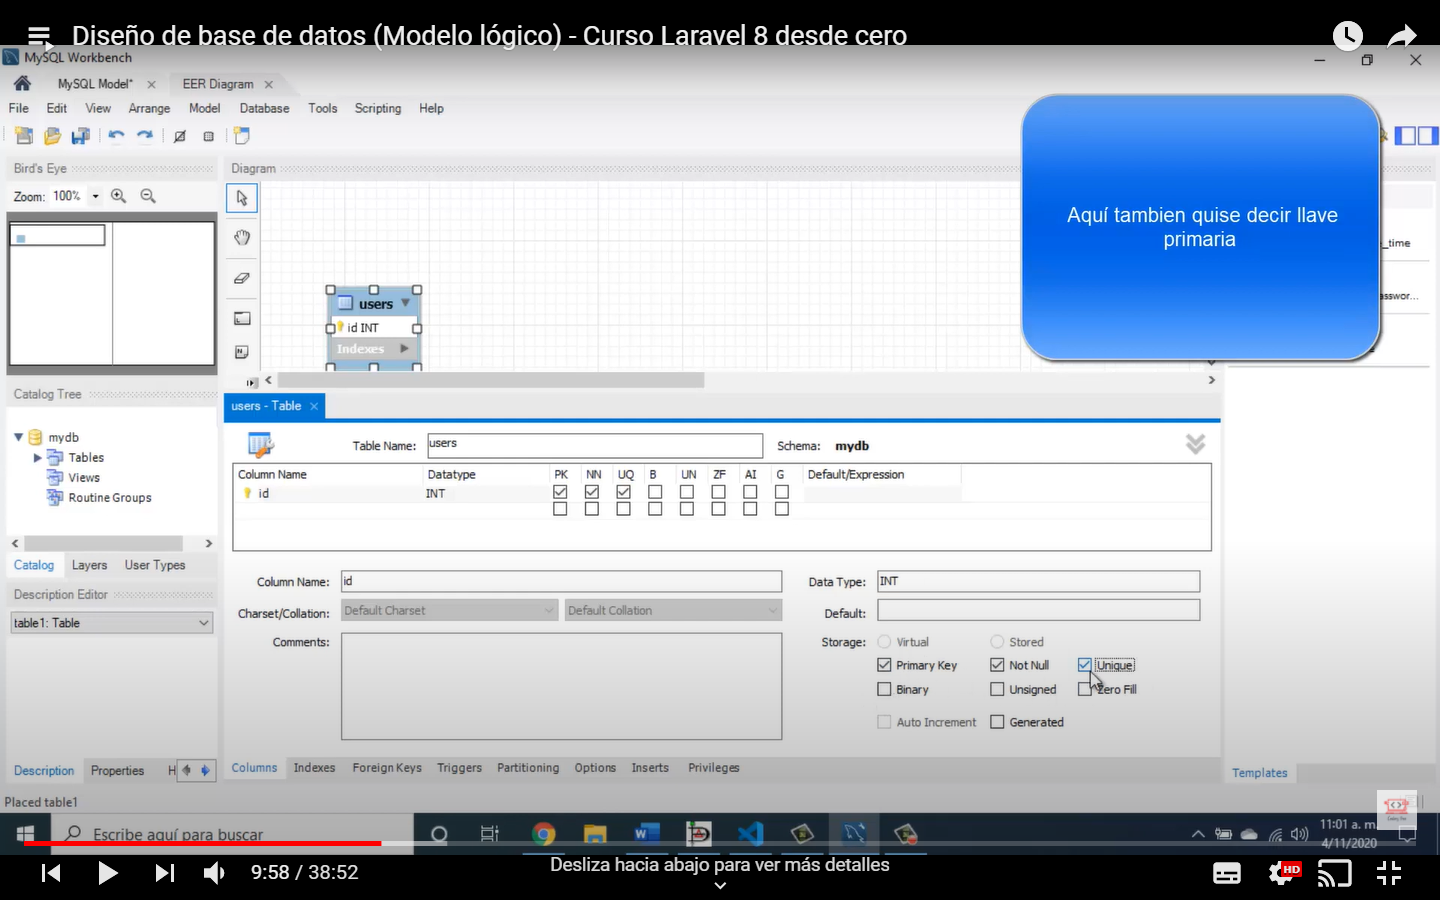 Diseño de base de datos (Modelo lógico) - Curso Laravel 8 desde cero
MySQL Workbench
MySQL Model* EER Diagram
File Edit View Arrange Model Database Tools Scripting Help
Bird's Eye
Diagram
Zoom: 100%
Aquí tambien quise decir llave
primaria
_time
asswor...
users
id INT
Indexes
Catalog Tree
mydb
Tables
Views
Routine Groups
Catalog Layers User Types
Description Editor
table1: Table
Description Properties H
users - Table
Table Name: users Schema: mydb
Column Name Datatype PK NN UQ B UN ZF AI G Default/Expression
id INT
Column Name: id Data Type: INT
Charset/Collation: Default Charset Default Collation Default:
Comments: Storage: Virtual Stored
Primary Key Not Null Unique
Binary Unsigned Zero Fill
Auto Increment Generated
Columns Indexes Foreign Keys Triggers Partitioning Options Inserts Privileges
Templates
Placed table1
Escribe aquí para buscar
11:01 a. m.
4/11/2020
9:58 / 38:52
Desliza hacia abajo para ver más detalles
HD